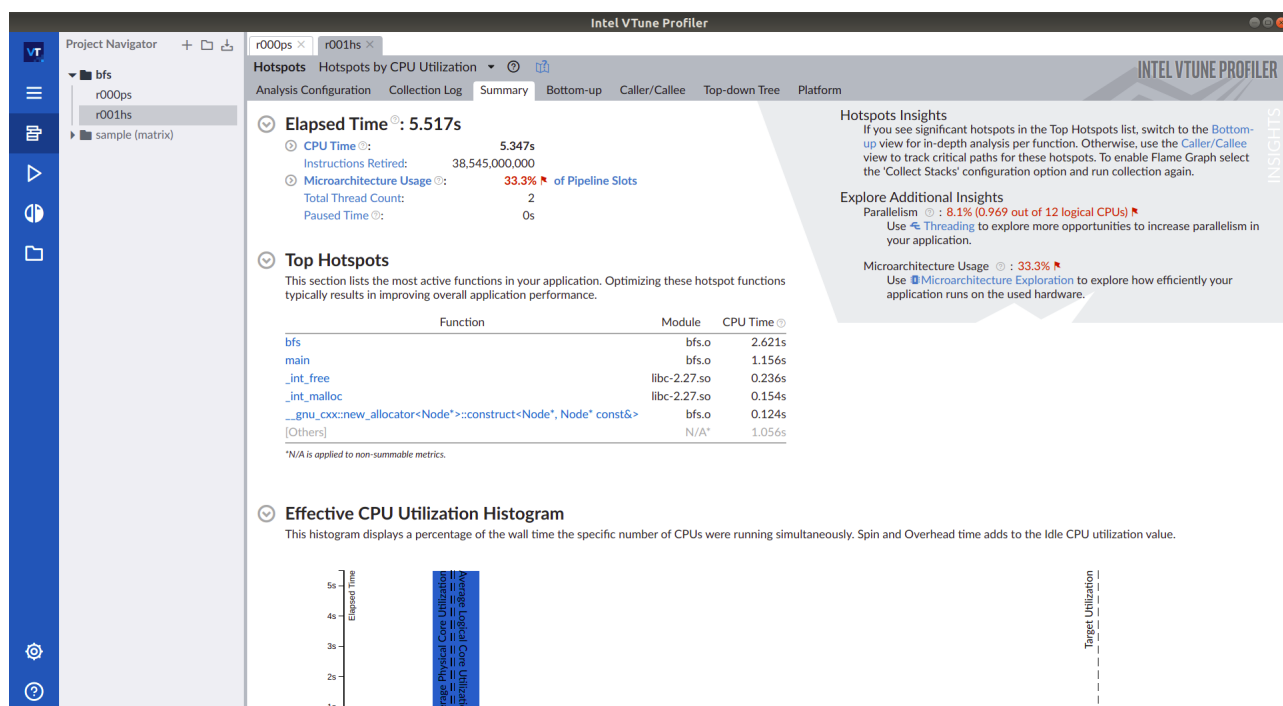 Intel VTune Profiler
VT
Project Navigator
bfs
r000ps
r001hs
sample (matrix)
r000ps × r001hs ×
Hotspots Hotspots by CPU Utilization
INTEL VTUNE PROFILER
Analysis Configuration Collection Log Summary Bottom-up Caller/Callee Top-down Tree Platform
Elapsed Time: 5.517s
CPU Time: 5.347s
Instructions Retired: 38,545,000,000
Microarchitecture Usage: 33.3% of Pipeline Slots
Total Thread Count: 2
Paused Time: 0s
Top Hotspots
This section lists the most active functions in your application. Optimizing these hotspot functions
typically results in improving overall application performance.
Function Module CPU Time
bfs bfs.o 2.621s
main bfs.o 1.156s
_int_free libc-2.27.so 0.236s
_int_malloc libc-2.27.so 0.154s
__gnu_cxx::new_allocator<Node*>::construct<Node*, Node* const&> bfs.o 0.124s
[Others] N/A* 1.056s
*N/A is applied to non-summable metrics.
Hotspots Insights
If you see significant hotspots in the Top Hotspots list, switch to the Bottom-
up view for in-depth analysis per function. Otherwise, use the Caller/Callee
view to track critical paths for these hotspots. To enable Flame Graph select
the 'Collect Stacks' configuration option and run collection again.
Explore Additional Insights
Parallelism : 8.1% (0.969 out of 12 logical CPUs)
Use Threading to explore more opportunities to increase parallelism in
your application.
Microarchitecture Usage : 33.3%
Use Microarchitecture Exploration to explore how efficiently your
application runs on the used hardware.
INSIGHTS
Effective CPU Utilization Histogram
This histogram displays a percentage of the wall time the specific number of CPUs were running simultaneously. Spin and Overhead time adds to the Idle CPU utilization value.
5s
4s
3s
2s
Elapsed Time
Physical Core Utilization
Average Logical Core
Target Utilization